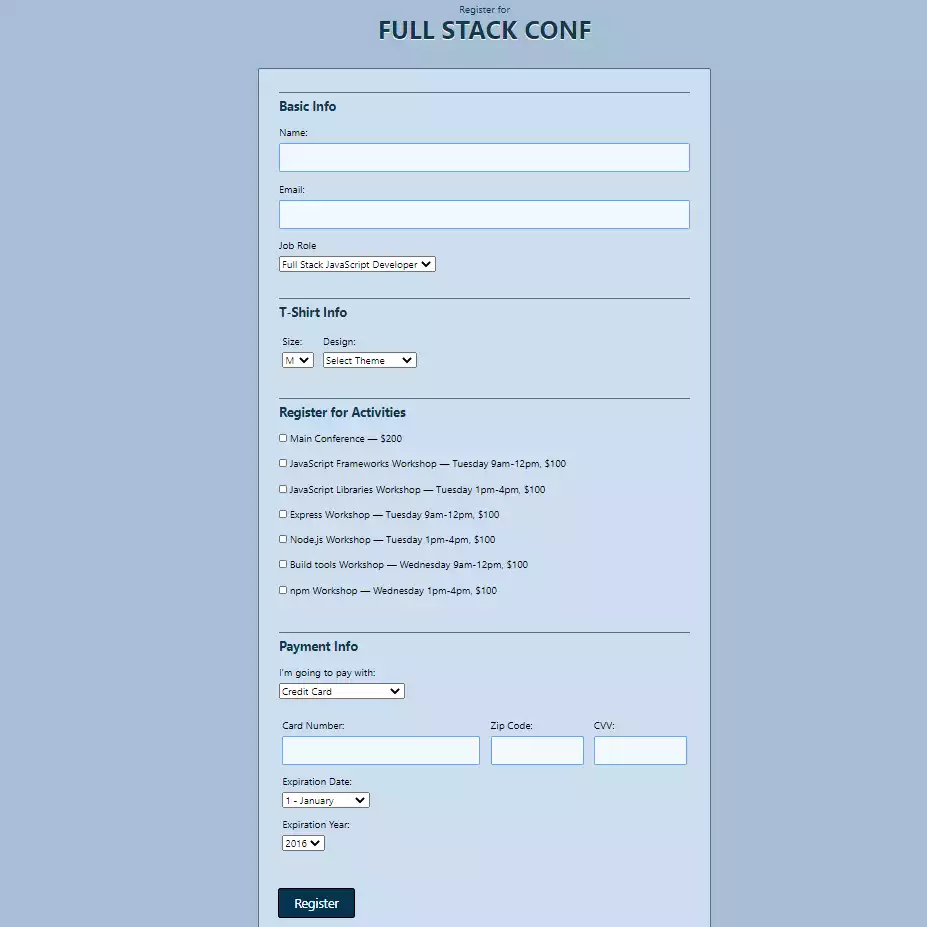 Register for
FULL STACK CONF
Basic Info
Name:
Email:
Job Role
Full Stack JavaScript Developer
T-Shirt Info
Size: Design:
M Select Theme
Register for Activities
Main Conference — $200
JavaScript Frameworks Workshop — Tuesday 9am-12pm, $100
JavaScript Libraries Workshop — Tuesday 1pm-4pm, $100
Express Workshop — Tuesday 9am-12pm, $100
Node.js Workshop — Tuesday 1pm-4pm, $100
Build tools Workshop — Wednesday 9am-12pm, $100
npm Workshop — Wednesday 1pm-4pm, $100
Payment Info
I'm going to pay with:
Credit Card
Card Number: Zip Code: CVV:
Expiration Date:
1 - January
Expiration Year:
2016
Register